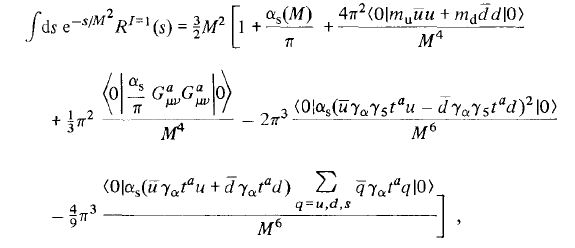 ∫ds e^{-s/M²} R^{I=1}(s) = 3/2 M² [ 1 + α_s(M)/π + 4π²⟨0|m_u ūu + m_d d̄ d|0⟩/M⁴
+ 1/3 π² ⟨0|α_s/π G^a_{μν} G^a_{μν}|0⟩/M⁴ − 2π³ ⟨0|α_s(ū γ_α γ_5 t^a u − d̄ γ_α γ_5 t^a d)²|0⟩/M⁶
− 4/9 π³ ⟨0|α_s(ū γ_α t^a u + d̄ γ_α t^a d) Σ_{q=u,d,s} q̄ γ_α t^a q|0⟩/M⁶ ] ,